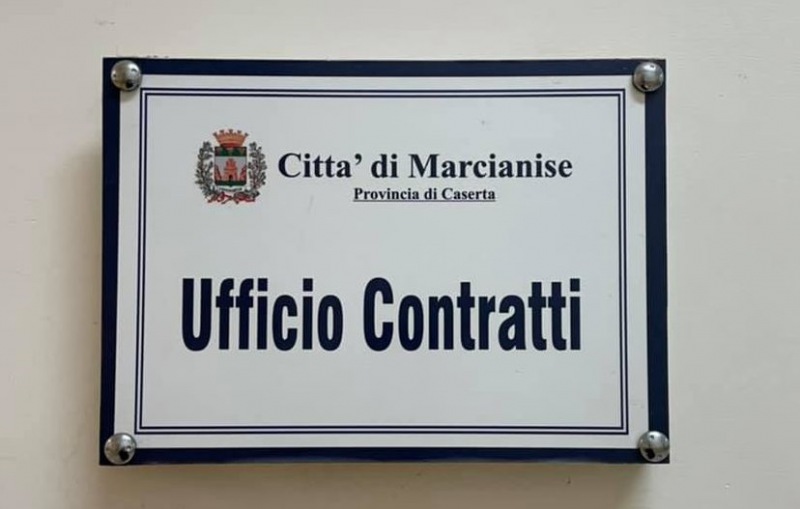 Citta' di Marcianise
Provincia di Caserta
Ufficio Contratti